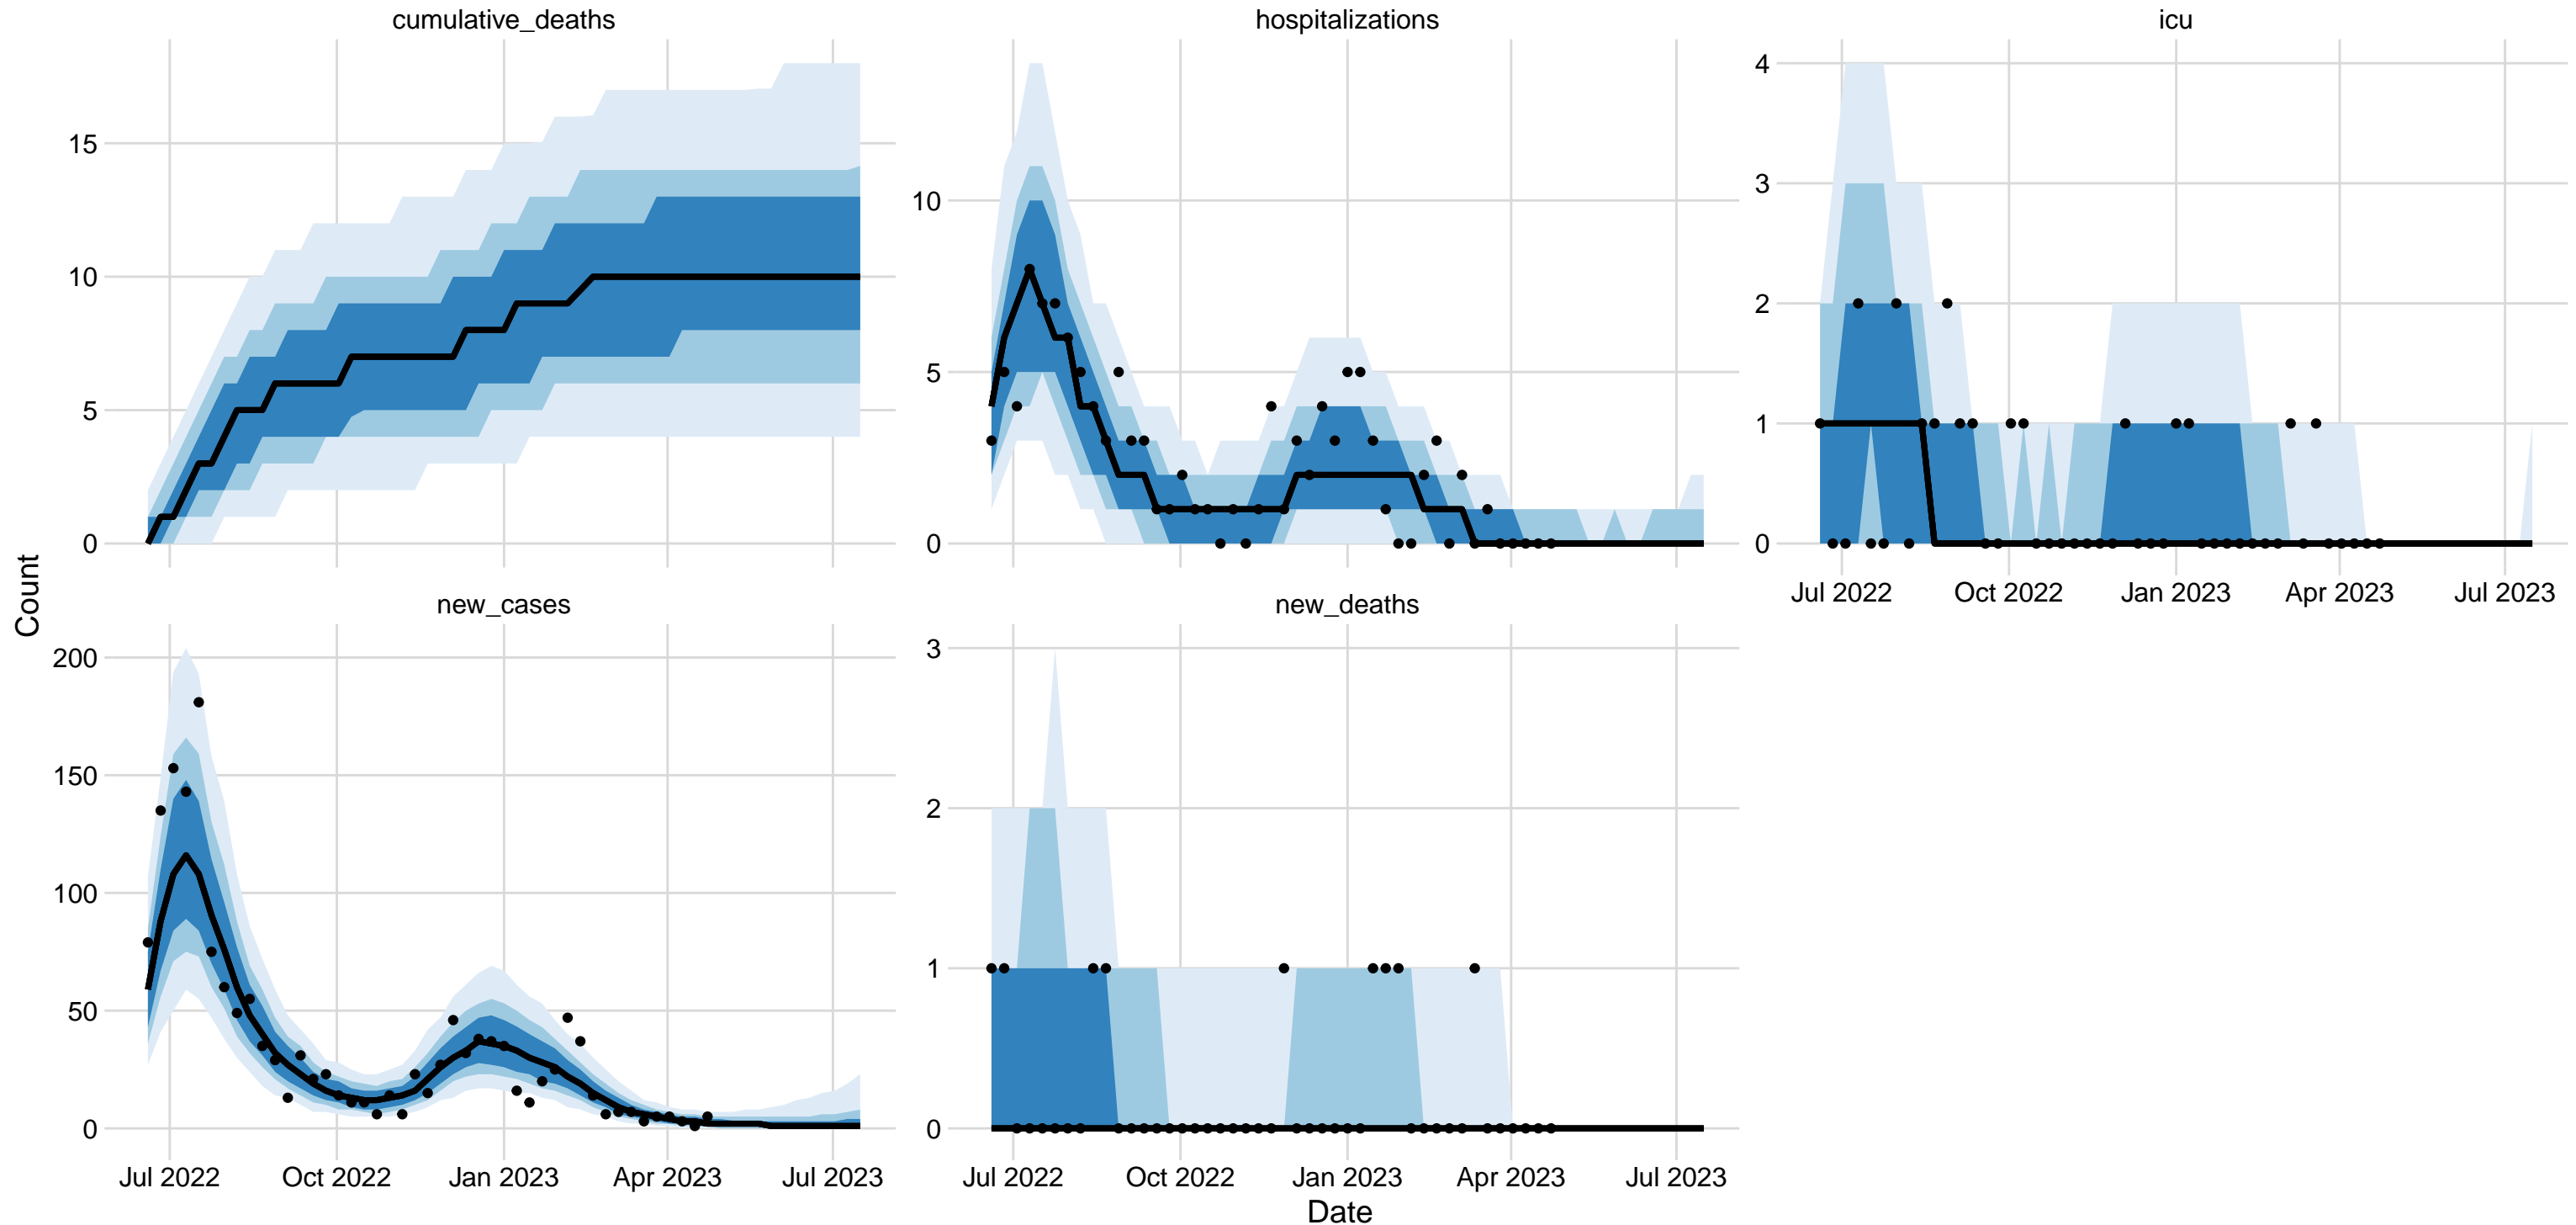 cumulative_deaths
hospitalizations
icu
15
10
5
0
10
5
0
4
3
2
1
0
Jul 2022 Oct 2022 Jan 2023 Apr 2023 Jul 2023
Count
new_cases
new_deaths
200
150
100
50
0
3
2
1
0
Jul 2022 Oct 2022 Jan 2023 Apr 2023 Jul 2023
Jul 2022 Oct 2022 Jan 2023 Apr 2023 Jul 2023
Date